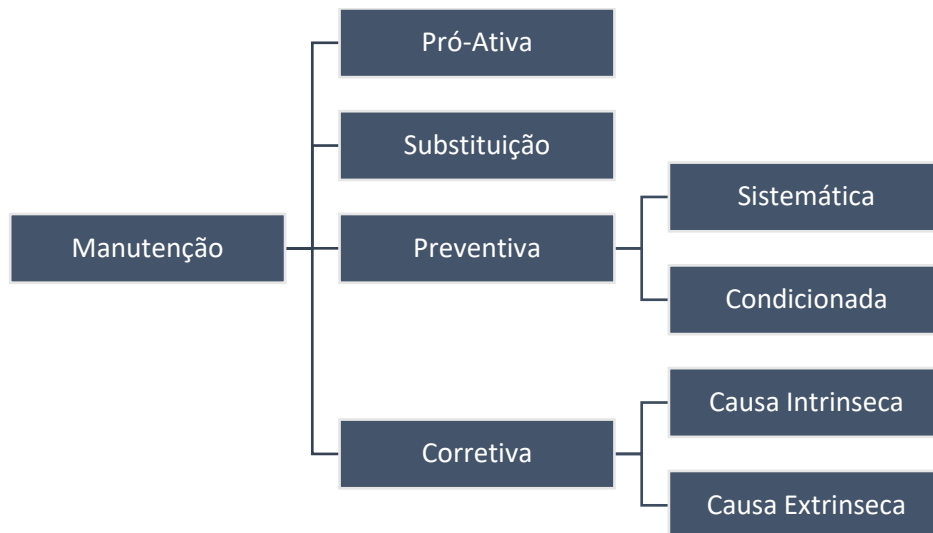 Pró-Ativa
Substituição
Sistemática
Manutenção
Preventiva
Condicionada
Causa Intrinseca
Corretiva
Causa Extrinseca